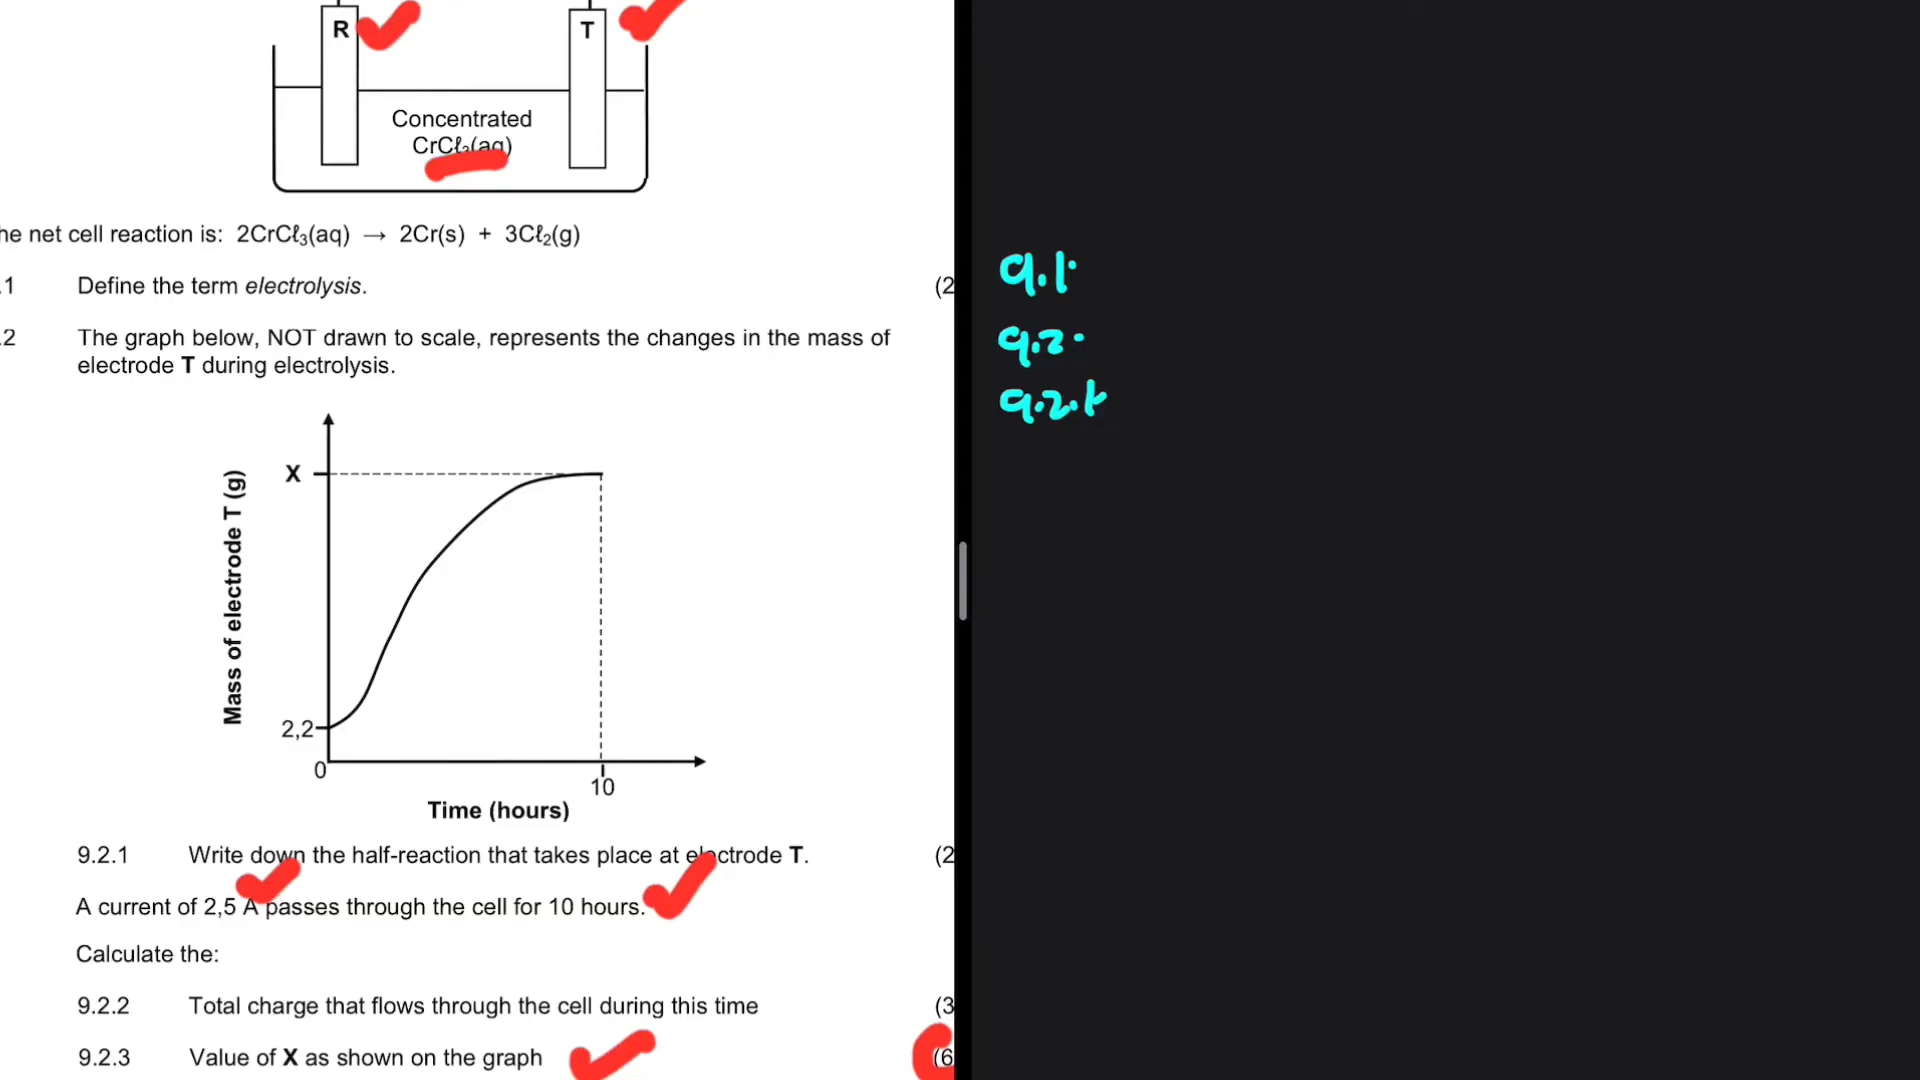 R
T
Concentrated
CrCℓ₃(aq)
he net cell reaction is: 2CrCℓ₃(aq) → 2Cr(s) + 3Cℓ₂(g)
.1 Define the term electrolysis. (2
.2 The graph below, NOT drawn to scale, represents the changes in the mass of
electrode T during electrolysis.
X
Mass of electrode T (g)
2,2
0
10
Time (hours)
9.2.1 Write down the half-reaction that takes place at electrode T. (2
A current of 2,5 A passes through the cell for 10 hours.
Calculate the:
9.2.2 Total charge that flows through the cell during this time (3
9.2.3 Value of X as shown on the graph (6
9.1.
9.2.
9.2.1